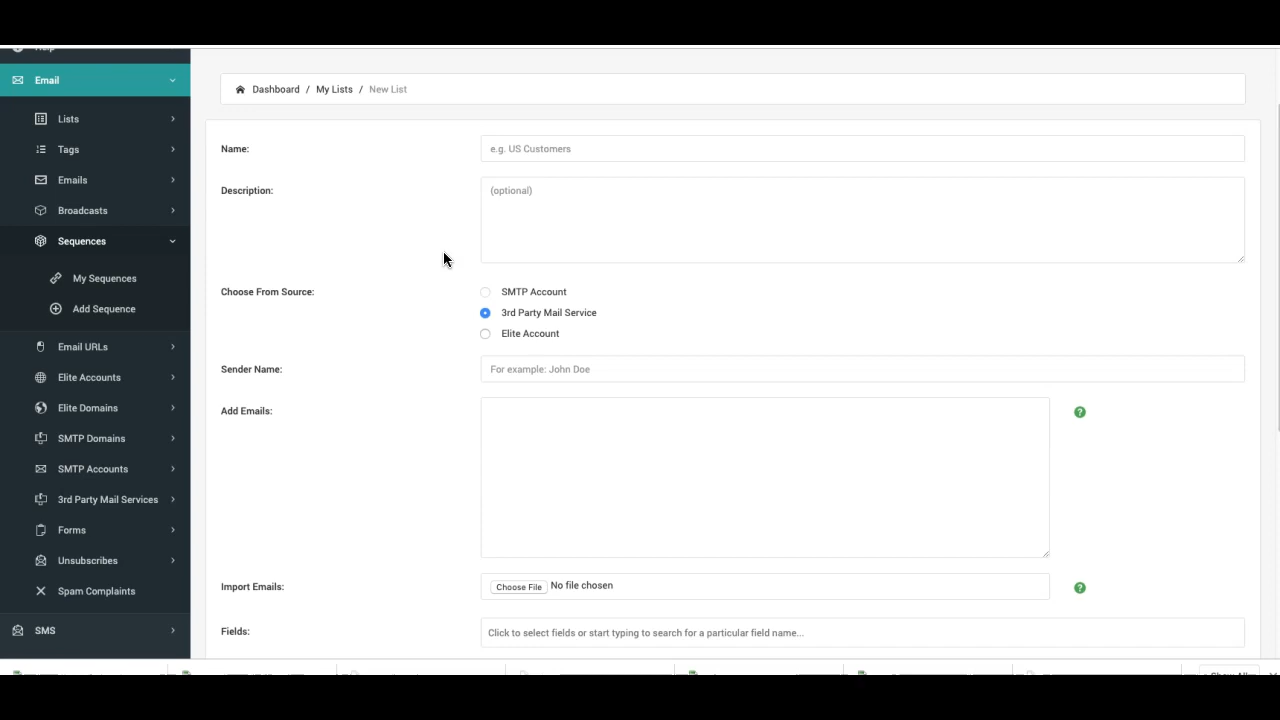 Help
Email
Lists
Tags
Emails
Broadcasts
Sequences
My Sequences
Add Sequence
Email URLs
Elite Accounts
Elite Domains
SMTP Domains
SMTP Accounts
3rd Party Mail Services
Forms
Unsubscribes
Spam Complaints
SMS
Dashboard / My Lists / New List
Name:
e.g. US Customers
Description:
(optional)
Choose From Source:
SMTP Account
3rd Party Mail Service
Elite Account
Sender Name:
For example: John Doe
Add Emails:
?
Import Emails:
Choose File No file chosen
?
Fields:
Click to select fields or start typing to search for a particular field name...